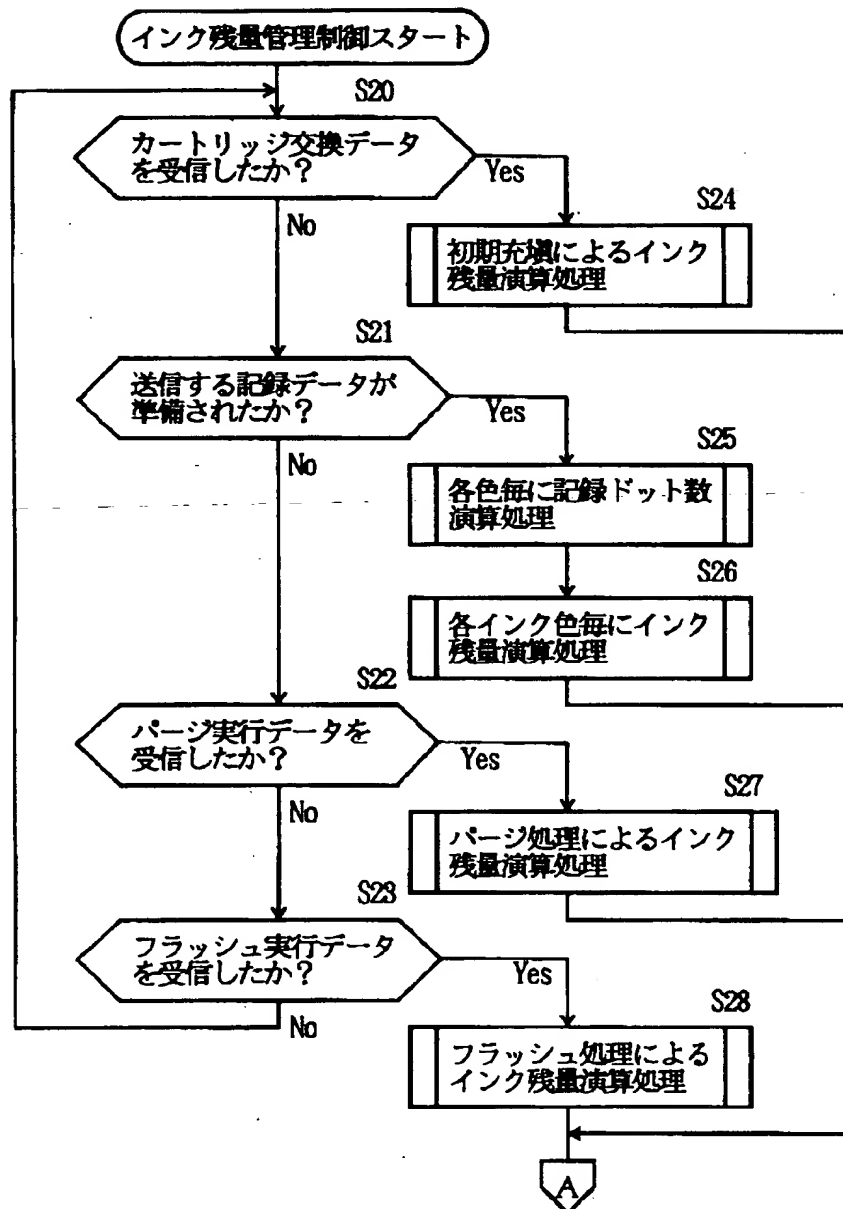 インク残量管理制御スタート
S20
カートリッジ交換データ
を受信したか？
Yes
No
S24
初期充填によるインク
残量演算処理
S21
送信する記録データが
準備されたか？
Yes
No
S25
各色毎に記録ドット数
演算処理
S26
各インク色毎にインク
残量演算処理
S22
パージ実行データを
受信したか？
Yes
No
S27
パージ処理によるインク
残量演算処理
S23
フラッシュ実行データ
を受信したか？
Yes
No
S28
フラッシュ処理による
インク残量演算処理
A